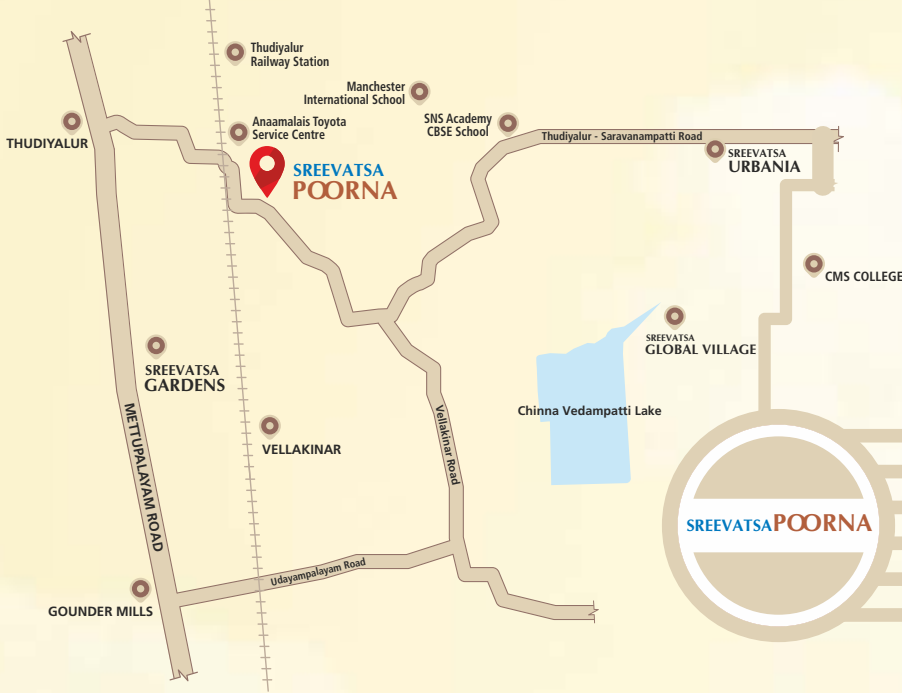 Thudiyalur
Railway Station
Manchester
International School
Anaamalais Toyota
Service Centre
SNS Academy
CBSE School
Thudiyalur - Saravanampatti Road
THUDIYALUR
SREEVATSA
URBANIA
SREEVATSA
POORNA
CMS COLLEGE
SREEVATSA
GLOBAL VILLAGE
SREEVATSA
GARDENS
Chinna Vedampatti Lake
METTUPALAYAM ROAD
Vellakinar Road
VELLAKINAR
SREEVATSA POORNA
Udayampalayam Road
GOUNDER MILLS